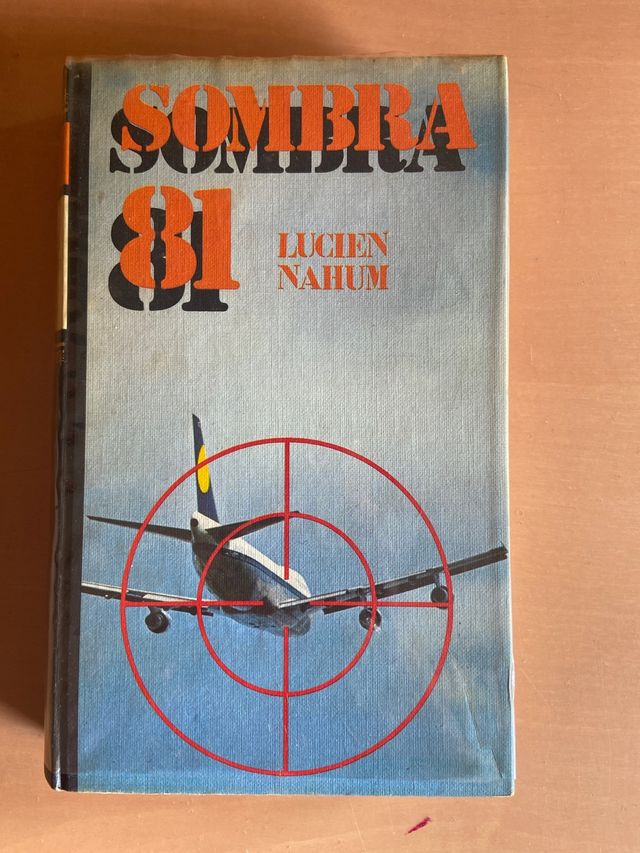 SOMBRA
81
LUCIEN
NAHUM